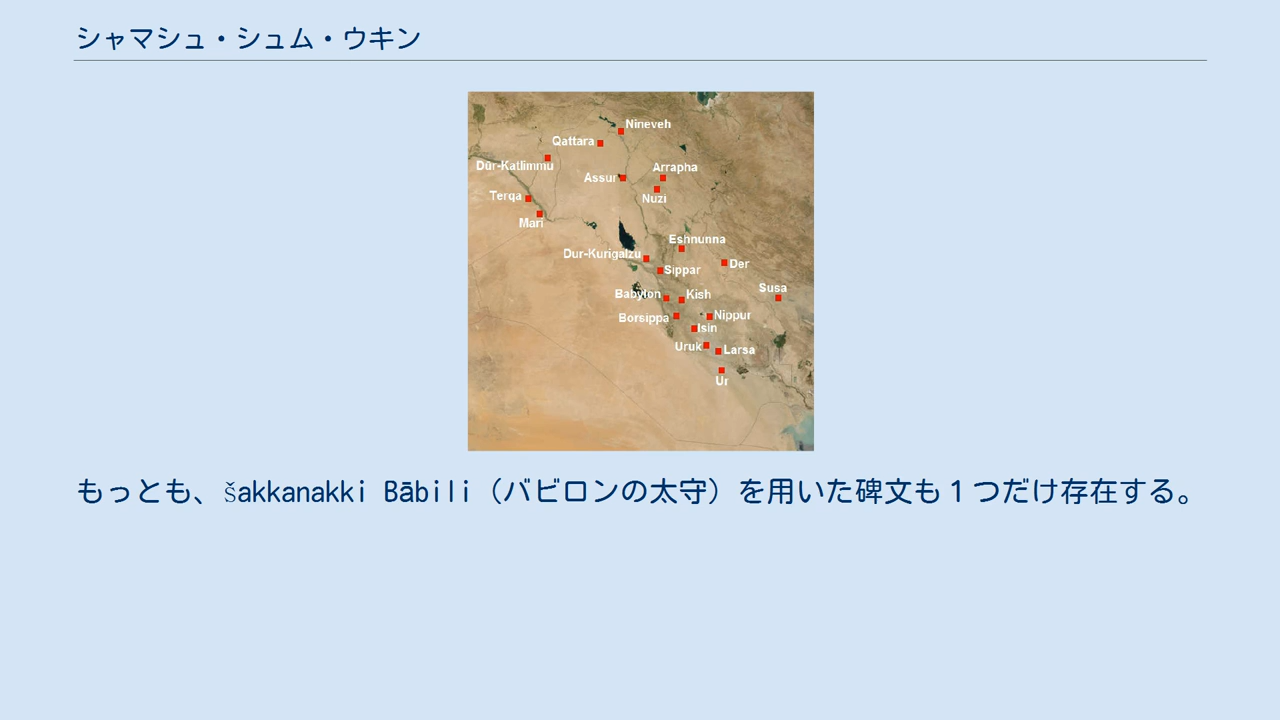 シャマシュ・シュム・ウキン
Nineveh
Qattara
Dūr-Katlimmu
Arrapha
Assur
Terqa
Nuzi
Mari
Eshnunna
Dur-Kurigalzu
Der
Sippar
Susa
Babylon
Kish
Borsippa
Nippur
Isin
Uruk
Larsa
Ur
もっとも、šakkanakki Bābili（バビロンの太守）を用いた碑文も１つだけ存在する。